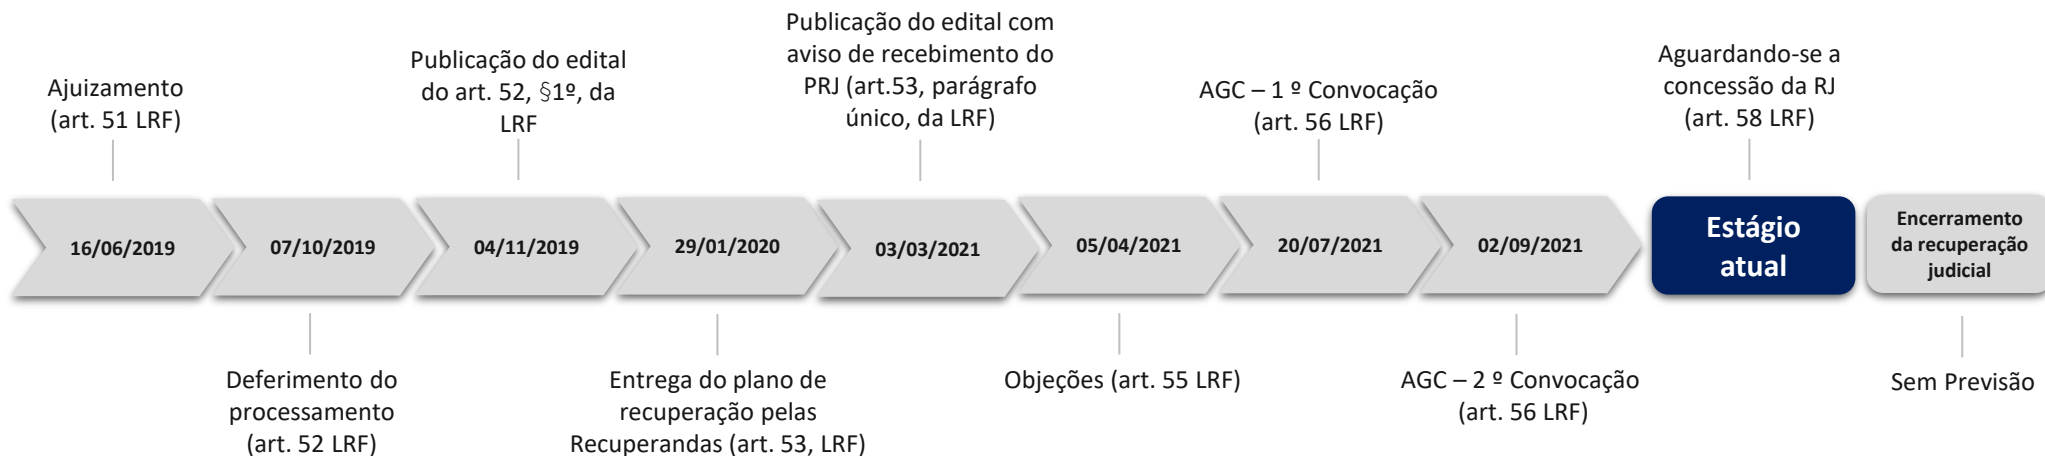 Ajuizamento
(art. 51 LRF)
Publicação do edital
do art. 52, §1º, da
LRF
Publicação do edital com
aviso de recebimento do
PRJ (art.53, parágrafo
único, da LRF)
AGC – 1 º Convocação
(art. 56 LRF)
Aguardando-se a
concessão da RJ
(art. 58 LRF)
16/06/2019
07/10/2019
04/11/2019
29/01/2020
03/03/2021
05/04/2021
20/07/2021
02/09/2021
Estágio
atual
Encerramento
da recuperação
judicial
Deferimento do
processamento
(art. 52 LRF)
Entrega do plano de
recuperação pelas
Recuperandas (art. 53, LRF)
Objeções (art. 55 LRF)
AGC – 2 º Convocação
(art. 56 LRF)
Sem Previsão